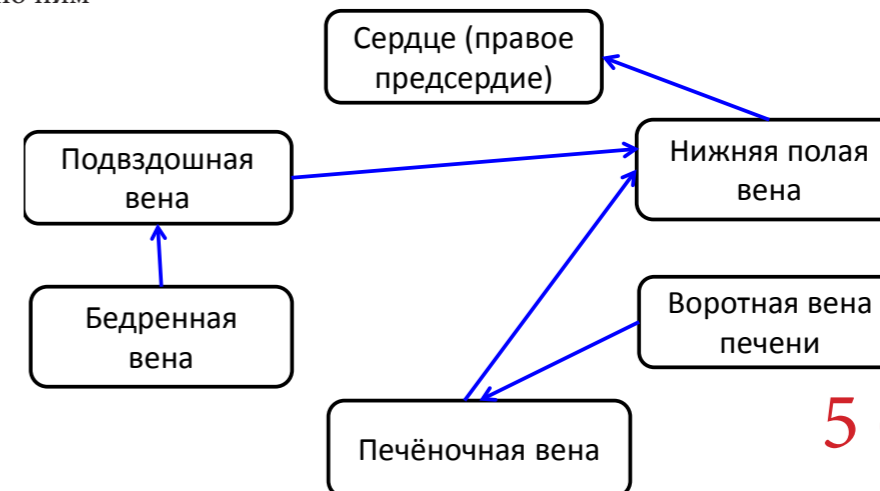 Сердце (правое
предсердие)
Подвздошная
вена
Нижняя полая
вена
Бедренная
вена
Воротная вена
печени
Печёночная вена
5